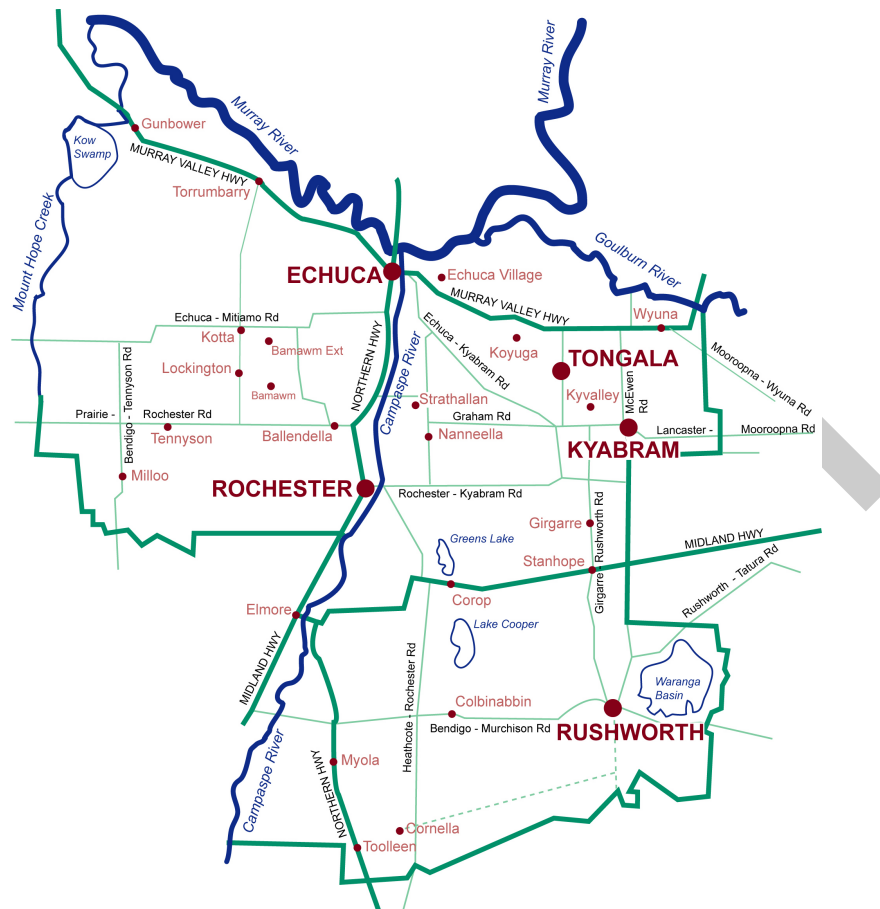 Murray River
Murray River
Gunbower
Kow
Swamp
MURRAY VALLEY HWY
Torrumbarry
Mount Hope Creek
Goulburn River
ECHUCA
Echuca Village
MURRAY VALLEY HWY
Wyuna
Echuca - Mitiamo Rd
Kotta
Bamawm Ext
Koyuga
Echuca - Kyabram Rd
TONGALA
Mooroopna - Wyuna Rd
Lockington
Bamawm
NORTHERN HWY
Campaspe River
Bendigo - Tennyson Rd
Strathallan
Kyvalley
McEwen
Rd
Prairie -
Rochester Rd
Graham Rd
Lancaster -
Mooroopna Rd
Tennyson
Ballendella
Nanneella
KYABRAM
Milloo
ROCHESTER
Rochester - Kyabram Rd
Girgarre
Girgarre - Rushworth Rd
Greens Lake
Stanhope
MIDLAND HWY
Rushworth - Tatura Rd
Corop
Elmore
Lake Cooper
MIDLAND HWY
Heathcote - Rochester Rd
Waranga
Basin
Colbinabbin
Bendigo - Murchison Rd
RUSHWORTH
Campaspe River
NORTHERN HWY
Myola
Cornella
Toolleen